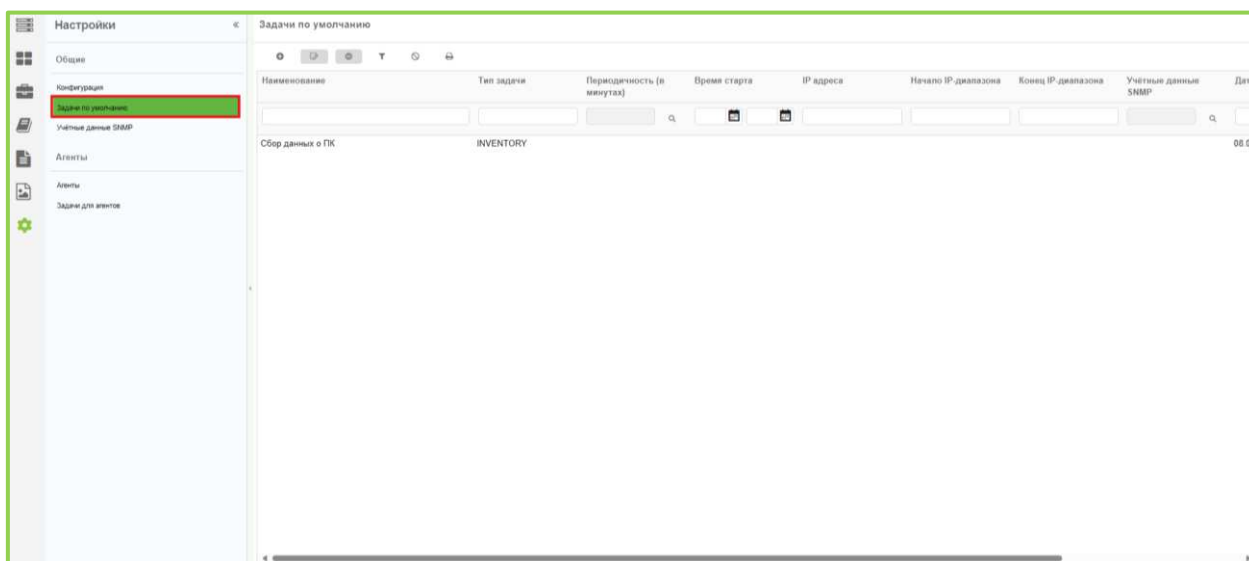 Настройки «
Общие
Конфигурация
Задачи по умолчанию
Учётные данные SNMP
Агенты
Агенты
Задачи для агентов
Задачи по умолчанию
Наименование Тип задачи Периодичность (в минутах) Время старта IP адреса Начало IP-диапазона Конец IP-диапазона Учётные данные SNMP
Сбор данных о ПК INVENTORY